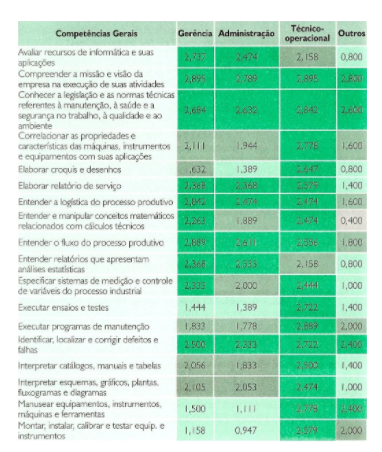 Competências Gerais Gerência Administração Técnico-operacional Outros
Avaliar recursos de informática e suas aplicações 2,737 2,474 2,158 0,800
Compreender a missão e visão da empresa na execução de suas atividades 2,895 2,789 2,895 2,800
Conhecer a legislação e as normas técnicas referentes à manutenção, à saúde e a segurança no trabalho, à qualidade e ao ambiente 2,684 2,632 2,842 2,600
Correlacionar as propriedades e características das máquinas, instrumentos e equipamentos com suas aplicações 2,111 1,944 2,778 1,600
Elaborar croquis e desenhos 1,632 1,389 2,647 0,800
Elaborar relatório de serviço 2,368 2,368 2,579 1,400
Entender a logística do processo produtivo 2,842 2,474 2,474 1,600
Entender e manipular conceitos matemáticos relacionados com cálculos técnicos 2,263 1,889 2,474 0,400
Entender o fluxo do processo produtivo 2,889 2,611 1,800
Entender relatórios que apresentam análises estatísticas 2,368 2,158 0,800
Especificar sistemas de medição e controle de variáveis do processo industrial 2,000 2,444 1,000
Executar ensaios e testes 1,444 1,389 2,722 1,400
Executar programas de manutenção 1,833 1,778 2,889 2,000
Identificar, localizar e corrigir defeitos e falhas 2,500 2,333 2,722 2,400
Interpretar catálogos, manuais e tabelas 2,056 1,833 2,500 1,400
Interpretar esquemas, gráficos, plantas, fluxogramas e diagramas 2,105 2,053 2,474 1,000
Manusear equipamentos, instrumentos, máquinas e ferramentas 1,500 1,111 2,778 2,400
Montar, instalar, calibrar e testar equip. e instrumentos 1,158 0,947 2,579 2,000